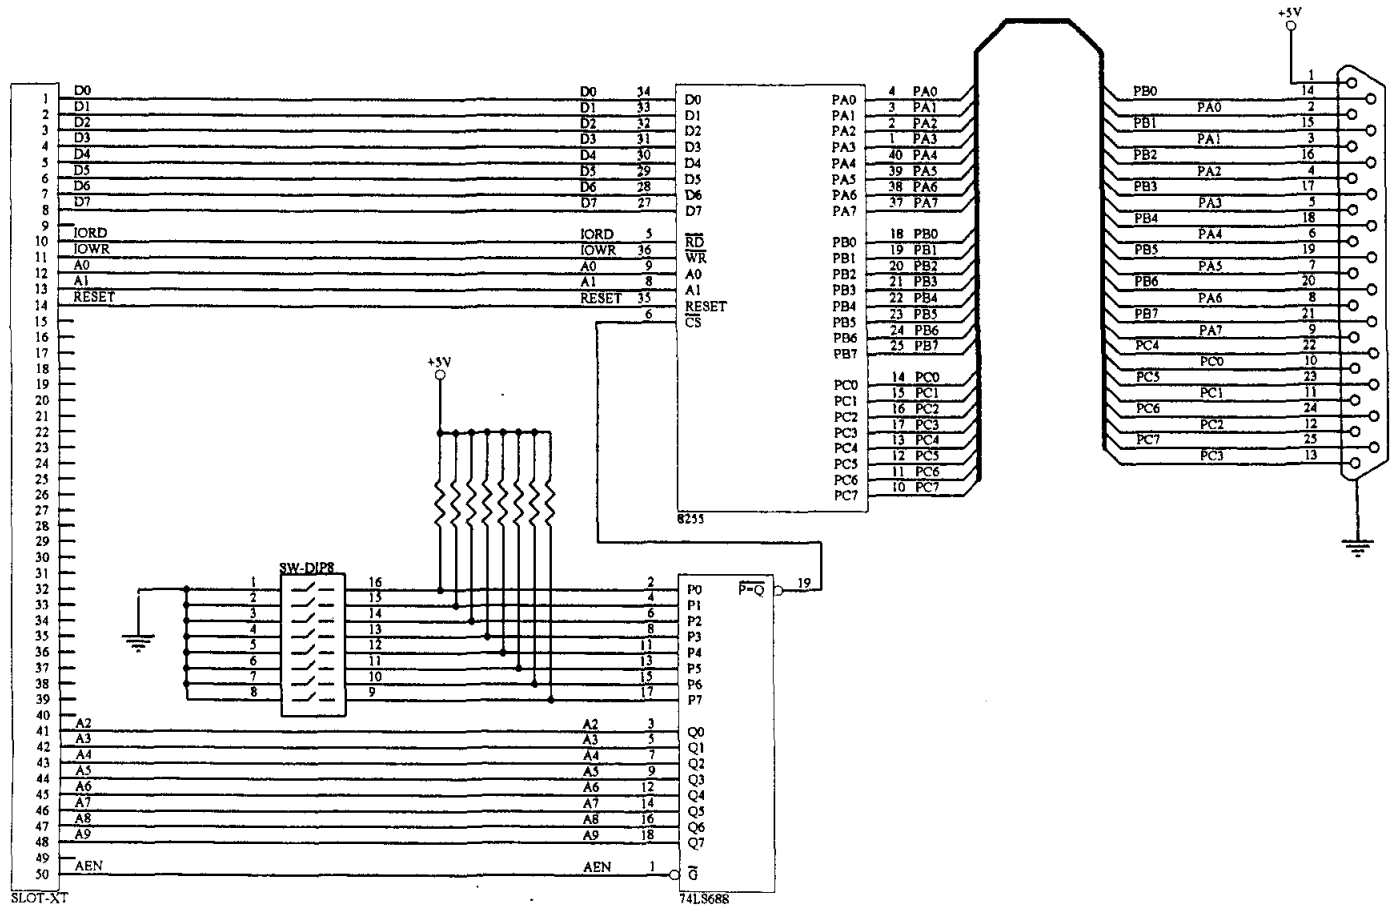 +5V
1
D0
D0 34
D0
PA0
4 PA0
PB0
14
2
D1
D1 33
D1
PA1
3 PA1
PA0
2
3
D2
D2 32
D2
PA2
2 PA2
PB1
15
4
D3
D3 31
D3
PA3
1 PA3
PA1
3
5
D4
D4 30
D4
PA4
40 PA4
PB2
16
6
D5
D5 29
D5
PA5
39 PA5
PA2
4
7
D6
D6 28
D6
PA6
38 PA6
PB3
17
8
D7
D7 27
D7
PA7
37 PA7
PA3
5
9
PB4
18
10
IORD
IORD 5
RD
PB0
18 PB0
PA4
6
11
IOWR
IOWR 36
WR
PB1
19 PB1
PB5
19
12
A0
A0 9
A0
PB2
20 PB2
PA5
7
13
A1
A1 8
A1
PB3
21 PB3
PB6
20
14
RESET
RESET 35
RESET
PB4
22 PB4
PA6
8
15
6
CS
PB5
23 PB5
PB7
21
16
PB6
24 PB6
PA7
9
17
PB7
25 PB7
PC4
22
18
+5V
PC0
10
19
PC0
14 PC0
PC5
23
20
PC1
15 PC1
PC1
11
21
PC2
16 PC2
PC6
24
22
PC3
17 PC3
PC2
12
23
PC4
13 PC4
PC7
25
24
PC5
12 PC5
PC3
13
25
PC6
11 PC6
26
PC7
10 PC7
27
8255
28
29
30
31
SW-DIP8
32
1
16
2
P0
P=Q
19
33
2
15
4
P1
34
3
14
6
P2
35
4
13
8
P3
36
5
12
11
P4
37
6
11
13
P5
38
7
10
15
P6
39
8
9
17
P7
40
41
A2
A2 3
Q0
42
A3
A3 5
Q1
43
A4
A4 7
Q2
44
A5
A5 9
Q3
45
A6
A6 12
Q4
46
A7
A7 14
Q5
47
A8
A8 16
Q6
48
A9
A9 18
Q7
49
50
AEN
AEN 1
G
SLOT-XT
74LS688